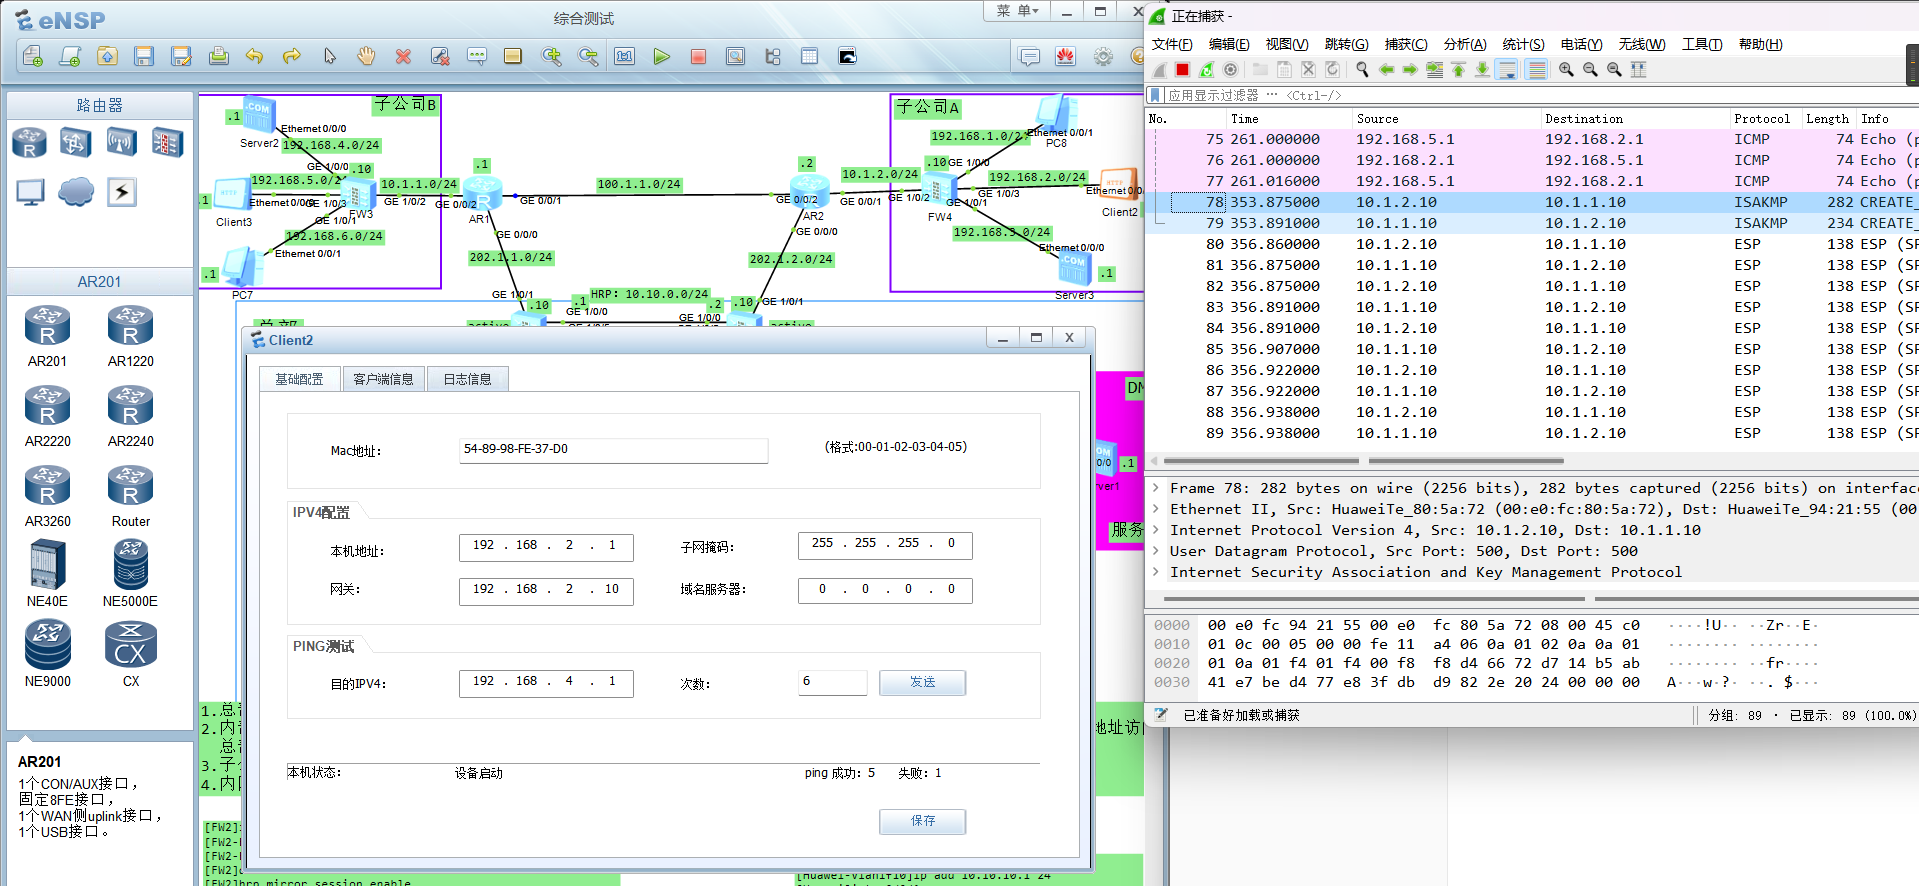 eNSP
综合测试
菜 单
路由器
AR201
AR201
AR1220
AR2220
AR2240
AR3260
Router
NE40E
NE5000E
NE9000
CX
AR201
1个CON/AUX接口，
固定8FE接口，
1个WAN侧uplink接口，
1个USB接口。
子公司B
.1
Ethernet 0/0/0
Server2
192.168.4.0/24
GE 1/0/0
.10
192.168.5.0/24
10.1.1.0/24
.1
Ethernet 0/0/0
GE 1/0/1
GE 1/0/2
GE 0/0/2
FW3
Client3
192.168.6.0/24
Ethernet 0/0/1
.1
PC7
.1
AR1
GE 0/0/1
GE 0/0/0
202.1.1.0/24
100.1.1.0/24
.2
GE 0/0/2
AR2
GE 0/0/1
GE 0/0/0
202.1.2.0/24
10.1.2.0/24
GE 1/0/2
子公司A
192.168.1.0/24
Ethernet 0/0/1
PC8
.10
GE 1/0/0
192.168.2.0/24
GE 1/0/3
Ethernet 0/0/0
FW4
GE 1/0/1
Client2
192.168.3.0/24
Ethernet 0/0/0
.1
Server3
GE 1/0/1
.10
.1
HRP: 10.10.0.0/24
GE 1/0/0
.2
.10
GE 1/0/1
GE 1/0/0
总部
active
active
DM
.1
服务
Client2
基础配置
客户端信息
日志信息
Mac地址:
54-89-98-FE-37-D0
(格式:00-01-02-03-04-05)
IPV4配置
本机地址:
192 . 168 . 2 . 1
子网掩码:
255 . 255 . 255 . 0
网关:
192 . 168 . 2 . 10
域名服务器:
0 . 0 . 0 . 0
PING测试
目的IPV4:
192 . 168 . 4 . 1
次数:
6
发送
本机状态:
设备启动
ping 成功: 5 失败: 1
保存
1.总
2.内
总
3.子
4.内
地址访
[FW2]
[FW2-
[FW2-
[FW2]
[FW2]hrp mirror session enable
[Huawei-Vlanif10]ip add 10.10.10.1 24
正在捕获 -
文件(F) 编辑(E) 视图(V) 跳转(G) 捕获(C) 分析(A) 统计(S) 电话(Y) 无线(W) 工具(T) 帮助(H)
应用显示过滤器 … <Ctrl-/>
No. Time Source Destination Protocol Length Info
75 261.000000 192.168.5.1 192.168.2.1 ICMP 74 Echo (p
76 261.000000 192.168.5.1 192.168.2.1 ICMP 74 Echo (p
77 261.016000 192.168.5.1 192.168.2.1 ICMP 74 Echo (p
78 353.875000 10.1.2.10 10.1.1.10 ISAKMP 282 CREATE_
79 353.891000 10.1.1.10 10.1.2.10 ISAKMP 234 CREATE_
80 356.860000 10.1.2.10 10.1.1.10 ESP 138 ESP (SP
81 356.875000 10.1.1.10 10.1.2.10 ESP 138 ESP (SP
82 356.875000 10.1.2.10 10.1.1.10 ESP 138 ESP (SP
83 356.891000 10.1.1.10 10.1.2.10 ESP 138 ESP (SP
84 356.891000 10.1.2.10 10.1.1.10 ESP 138 ESP (SP
85 356.907000 10.1.1.10 10.1.2.10 ESP 138 ESP (SP
86 356.922000 10.1.2.10 10.1.1.10 ESP 138 ESP (SP
87 356.922000 10.1.1.10 10.1.2.10 ESP 138 ESP (SP
88 356.938000 10.1.2.10 10.1.1.10 ESP 138 ESP (SP
89 356.938000 10.1.1.10 10.1.2.10 ESP 138 ESP (SP
Frame 78: 282 bytes on wire (2256 bits), 282 bytes captured (2256 bits) on interface
Ethernet II, Src: HuaweiTe_80:5a:72 (00:e0:fc:80:5a:72), Dst: HuaweiTe_94:21:55 (00
Internet Protocol Version 4, Src: 10.1.2.10, Dst: 10.1.1.10
User Datagram Protocol, Src Port: 500, Dst Port: 500
Internet Security Association and Key Management Protocol
0000 00 e0 fc 94 21 55 00 e0 fc 80 5a 72 08 00 45 c0 ····!U·· ··Zr··E·
0010 01 0c 00 05 00 00 fe 11 a4 06 0a 01 02 0a 0a 01 ········ ········
0020 01 0a 01 f4 01 f4 00 f8 f8 d4 66 72 d7 14 b5 ab ········ ··fr····
0030 41 e7 be d4 77 e8 3f db d9 82 2e 20 24 00 00 00 A···w·?· ··. $···
已准备好加载或捕获
分组: 89 · 已显示: 89 (100.0%)